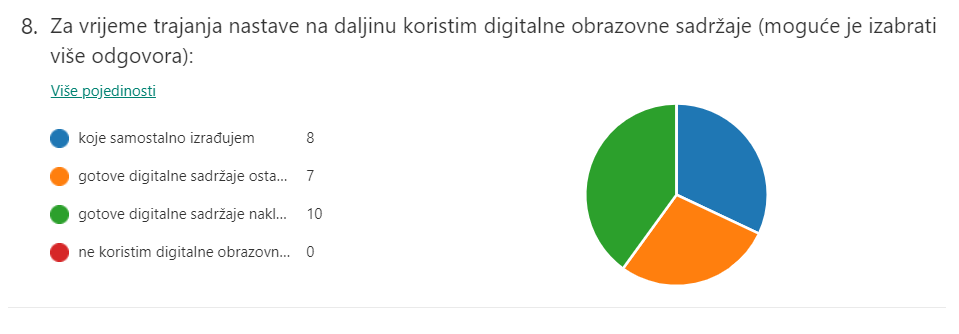 8. Za vrijeme trajanja nastave na daljinu koristim digitalne obrazovne sadržaje (moguće je izabrati
više odgovora):
Više pojedinosti
koje samostalno izrađujem 8
gotove digitalne sadržaje osta... 7
gotove digitalne sadržaje nakl... 10
ne koristim digitalne obrazovn... 0